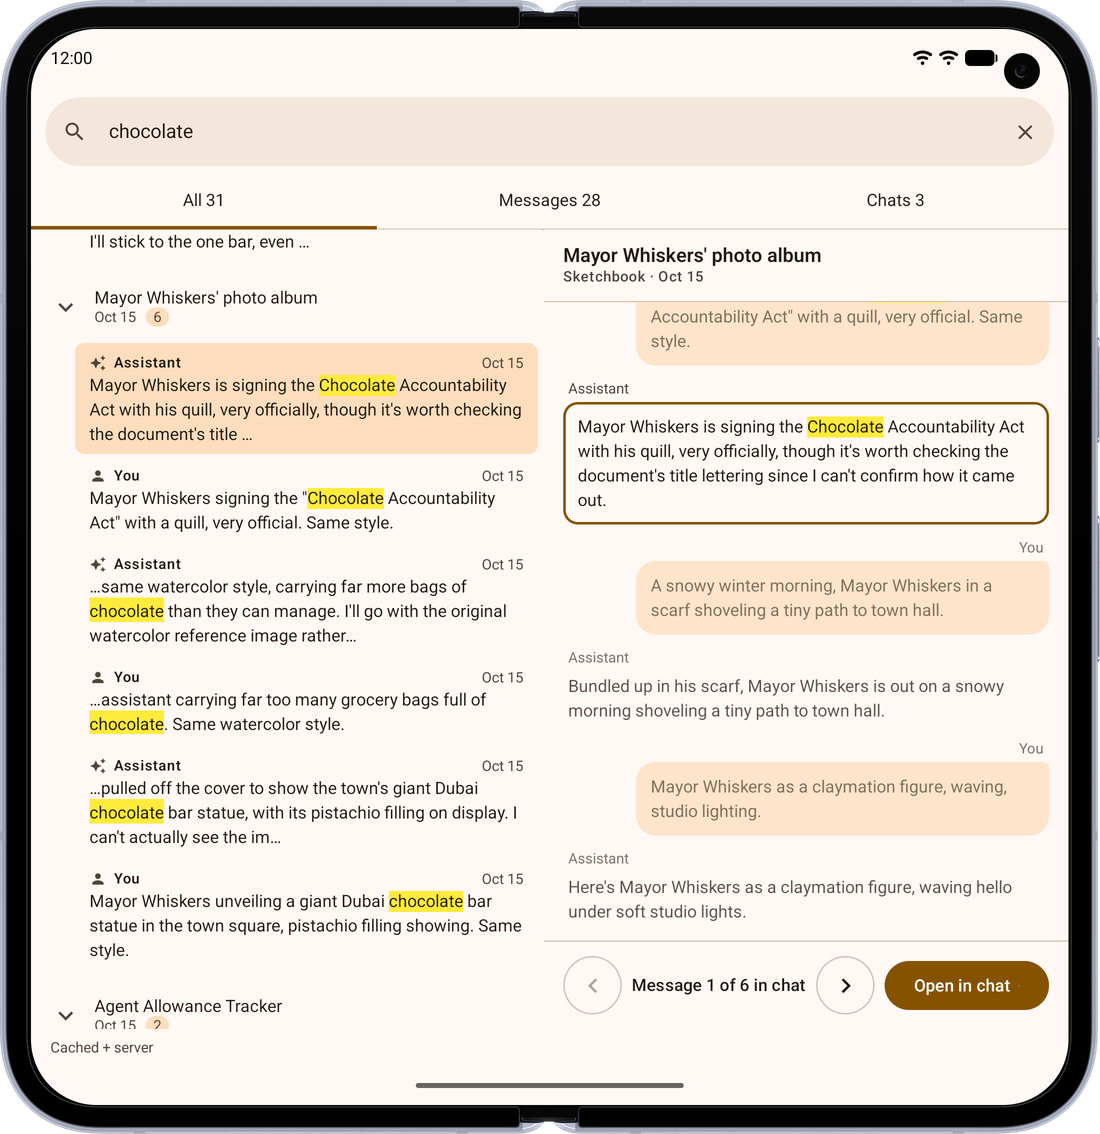 12:00
chocolate
All 31
Messages 28
Chats 3
I'll stick to the one bar, even ...
Mayor Whiskers' photo album
Oct 15 6
Assistant Oct 15
Mayor Whiskers is signing the Chocolate Accountability
Act with his quill, very officially, though it's worth checking
the document's title ...
You Oct 15
Mayor Whiskers signing the "Chocolate Accountability
Act" with a quill, very official. Same style.
Assistant Oct 15
...same watercolor style, carrying far more bags of
chocolate than they can manage. I'll go with the original
watercolor reference image rather...
You Oct 15
...assistant carrying far too many grocery bags full of
chocolate. Same watercolor style.
Assistant Oct 15
...pulled off the cover to show the town's giant Dubai
chocolate bar statue, with its pistachio filling on display. I
can't actually see the im...
You Oct 15
Mayor Whiskers unveiling a giant Dubai chocolate bar
statue in the town square, pistachio filling showing. Same
style.
Agent Allowance Tracker
Oct 15 2
Cached + server
Mayor Whiskers' photo album
Sketchbook · Oct 15
Accountability Act" with a quill, very official. Same
style.
Assistant
Mayor Whiskers is signing the Chocolate Accountability Act
with his quill, very officially, though it's worth checking the
document's title lettering since I can't confirm how it came
out.
You
A snowy winter morning, Mayor Whiskers in a
scarf shoveling a tiny path to town hall.
Assistant
Bundled up in his scarf, Mayor Whiskers is out on a snowy
morning shoveling a tiny path to town hall.
You
Mayor Whiskers as a claymation figure, waving,
studio lighting.
Assistant
Here's Mayor Whiskers as a claymation figure, waving hello
under soft studio lights.
Message 1 of 6 in chat
Open in chat